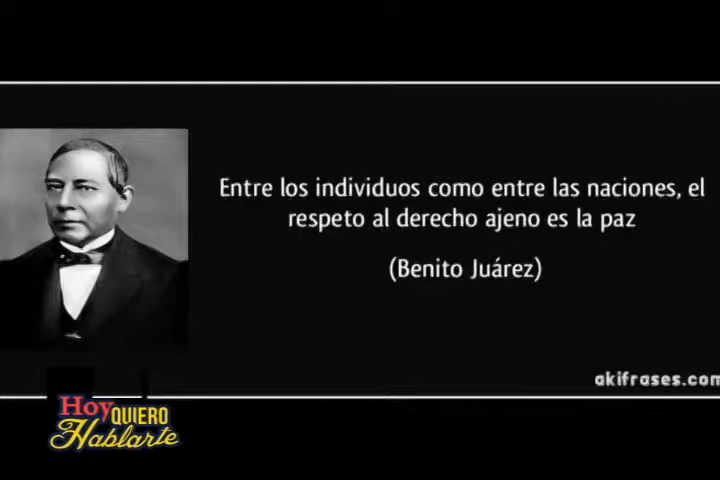 Entre los individuos como entre las naciones, el
respeto al derecho ajeno es la paz
(Benito Juárez)
akifrases.com
Hoy
QUIERO
Hablarte